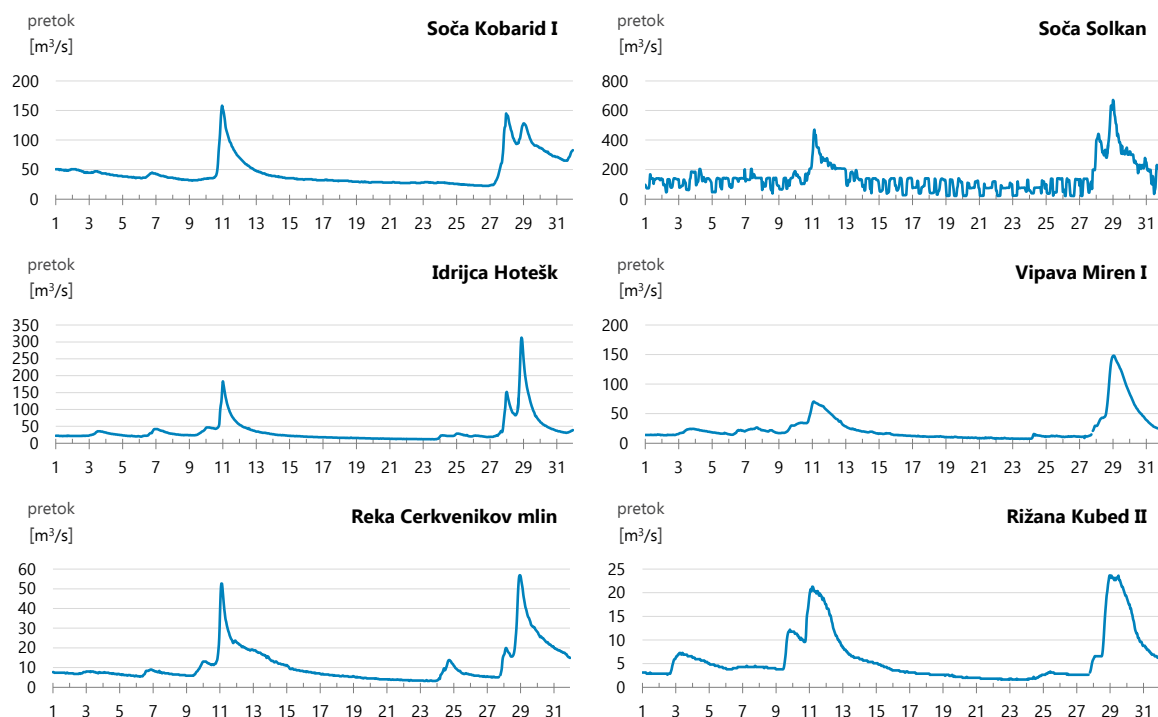 pretok
[m³/s]
Soča Kobarid I
200
150
100
50
0
1 3 5 7 9 11 13 15 17 19 21 23 25 27 29 31
pretok
[m³/s]
Soča Solkan
800
600
400
200
0
1 3 5 7 9 11 13 15 17 19 21 23 25 27 29 31
pretok
[m³/s]
Idrijca Hotešk
350
300
250
200
150
100
50
0
1 3 5 7 9 11 13 15 17 19 21 23 25 27 29 31
pretok
[m³/s]
Vipava Miren I
200
150
100
50
0
1 3 5 7 9 11 13 15 17 19 21 23 25 27 29 31
pretok
[m³/s]
Reka Cerkvenikov mlin
60
50
40
30
20
10
0
1 3 5 7 9 11 13 15 17 19 21 23 25 27 29 31
pretok
[m³/s]
Rižana Kubed II
25
20
15
10
5
0
1 3 5 7 9 11 13 15 17 19 21 23 25 27 29 31